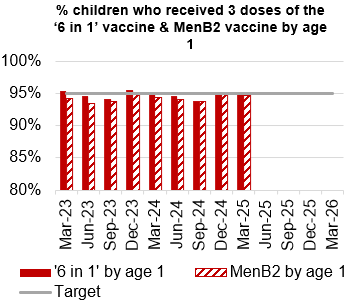 % children who received 3 doses of the
‘6 in 1’ vaccine & MenB2 vaccine by age
1
100%
95%
90%
85%
80%
Mar-23
Jun-23
Sep-23
Dec-23
Mar-24
Jun-24
Sep-24
Dec-24
Mar-25
Jun-25
Sep-25
Dec-25
Mar-26
'6 in 1' by age 1
MenB2 by age 1
Target